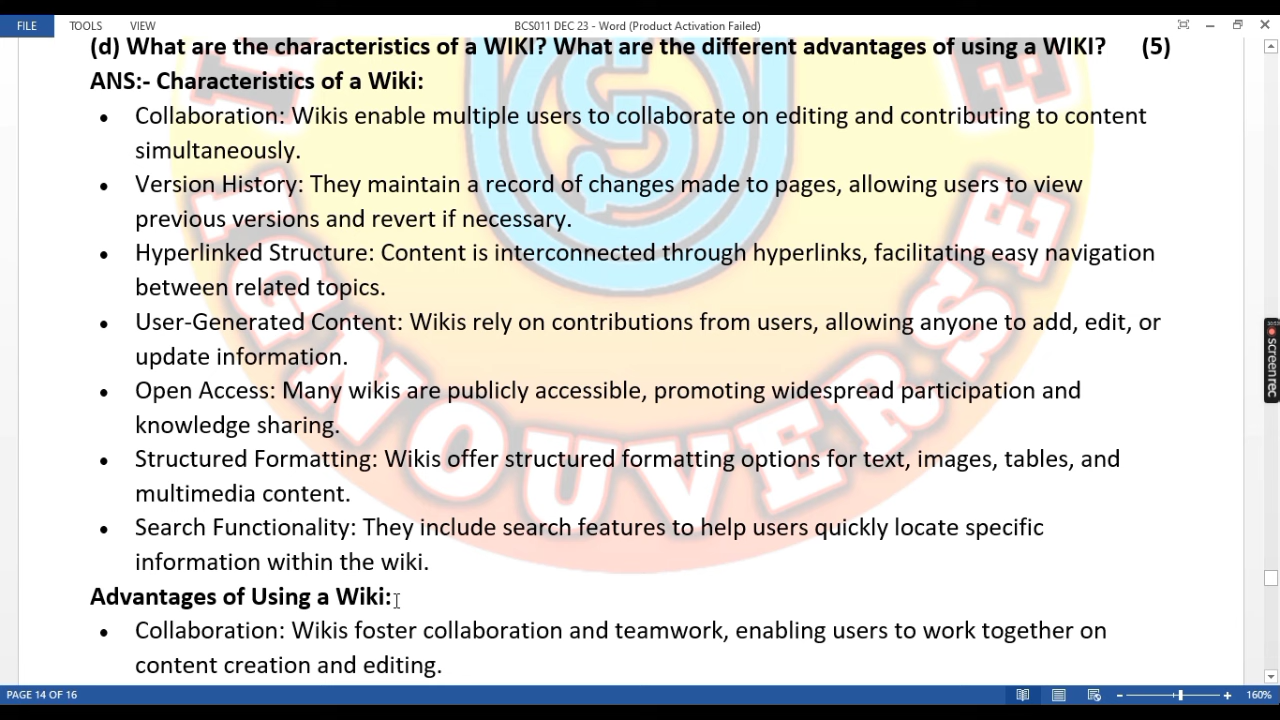 FILE TOOLS VIEW BCS011 DEC 23 - Word (Product Activation Failed)
(d) What are the characteristics of a WIKI? What are the different advantages of using a WIKI? (5)
ANS:- Characteristics of a Wiki:
• Collaboration: Wikis enable multiple users to collaborate on editing and contributing to content
simultaneously.
• Version History: They maintain a record of changes made to pages, allowing users to view
previous versions and revert if necessary.
• Hyperlinked Structure: Content is interconnected through hyperlinks, facilitating easy navigation
between related topics.
• User-Generated Content: Wikis rely on contributions from users, allowing anyone to add, edit, or
update information.
• Open Access: Many wikis are publicly accessible, promoting widespread participation and
knowledge sharing.
• Structured Formatting: Wikis offer structured formatting options for text, images, tables, and
multimedia content.
• Search Functionality: They include search features to help users quickly locate specific
information within the wiki.
Advantages of Using a Wiki:
• Collaboration: Wikis foster collaboration and teamwork, enabling users to work together on
content creation and editing.
IGNOUVERSE
screenrec
PAGE 14 OF 16 160%